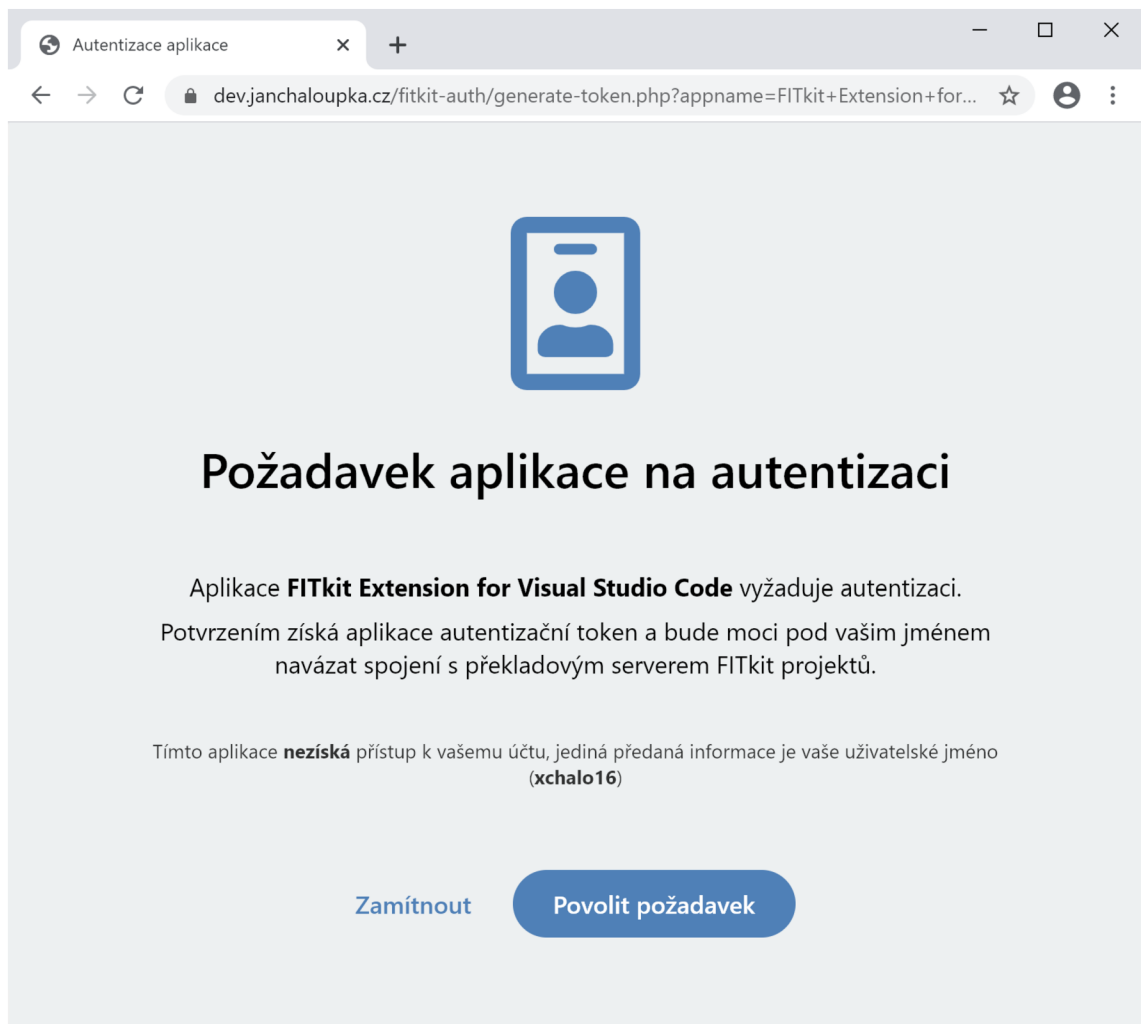 Autentizace aplikace
dev.janchaloupka.cz/fitkit-auth/generate-token.php?appname=FITkit+Extension+for...
Požadavek aplikace na autentizaci
Aplikace FITkit Extension for Visual Studio Code vyžaduje autentizaci.
Potvrzením získá aplikace autentizační token a bude moci pod vašim jménem
navázat spojení s překladovým serverem FITkit projektů.
Tímto aplikace nezíská přístup k vašemu účtu, jediná předaná informace je vaše uživatelské jméno
(xchalo16)
Zamítnout Povolit požadavek